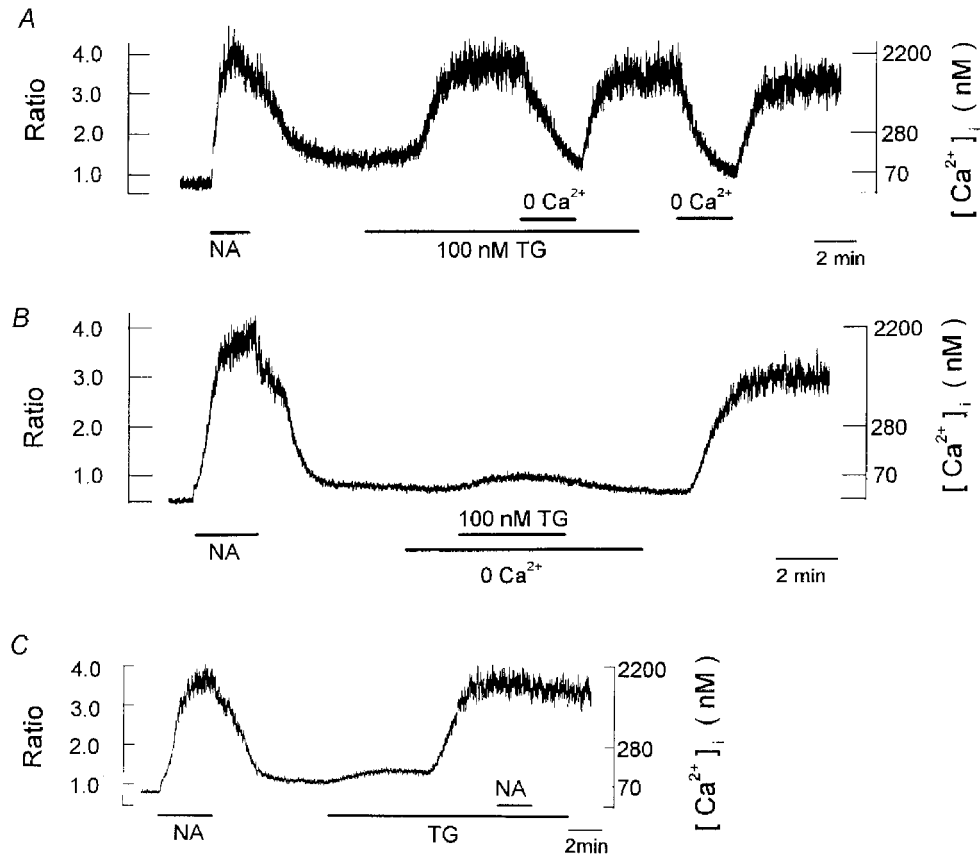 A
Ratio
4.0
3.0
2.0
1.0
2200
280
70
[ Ca²⁺ ]ᵢ ( nM )
0 Ca²⁺
0 Ca²⁺
NA
100 nM TG
2 min
B
Ratio
4.0
3.0
2.0
1.0
2200
280
70
[ Ca²⁺ ]ᵢ ( nM )
100 nM TG
NA
0 Ca²⁺
2 min
C
Ratio
4.0
3.0
2.0
1.0
2200
280
70
[ Ca²⁺ ]ᵢ ( nM )
NA
NA
TG
2min